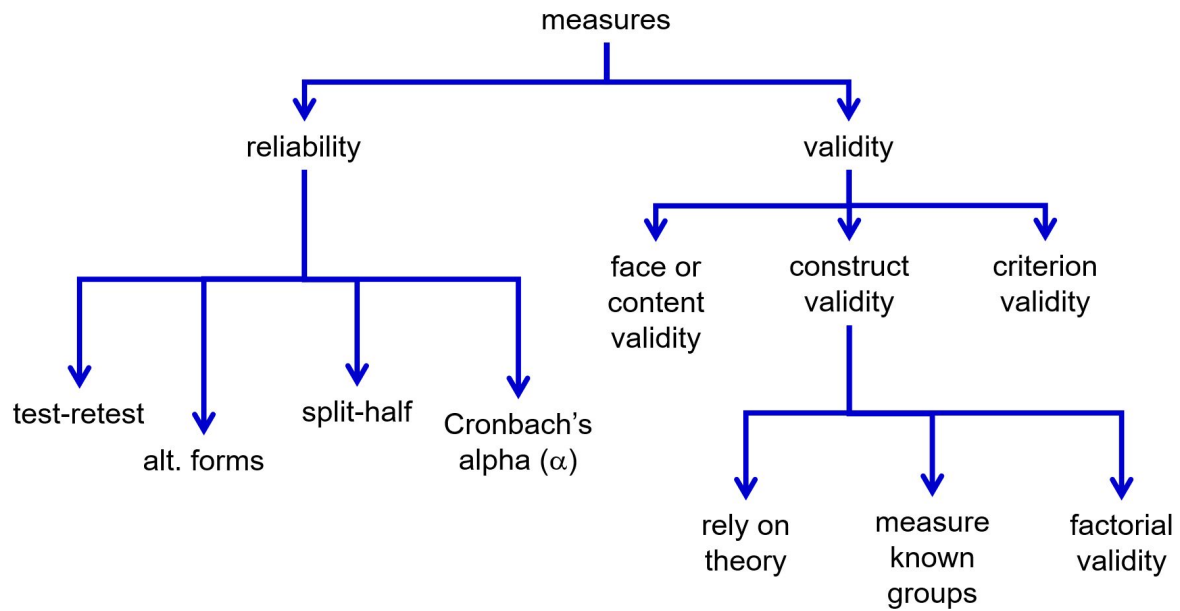 measures
reliability
validity
face or
content
validity
construct
validity
criterion
validity
test-retest
alt. forms
split-half
Cronbach’s
alpha (α)
rely on
theory
measure
known
groups
factorial
validity